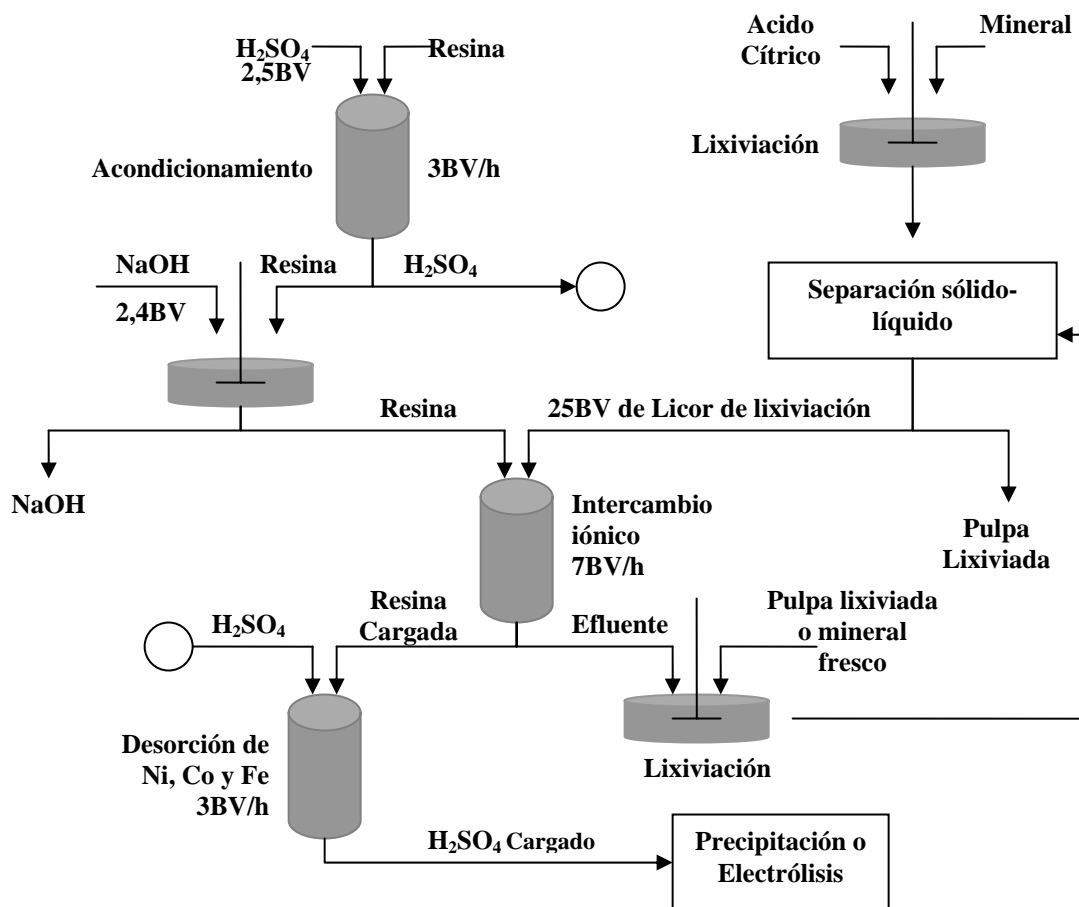 H₂SO₄
2,5BV
Resina
Acido
Cítrico
Mineral
Acondicionamiento
3BV/h
Lixiviación
NaOH
2,4BV
Resina
H₂SO₄
Separación sólido-
líquido
Resina
25BV de Licor de lixiviación
NaOH
Intercambio
iónico
7BV/h
Pulpa
Lixiviada
H₂SO₄
Resina
Cargada
Efluente
Pulpa lixiviada
o mineral
fresco
Desorción de
Ni, Co y Fe
3BV/h
Lixiviación
H₂SO₄ Cargado
Precipitación o
Electrólisis